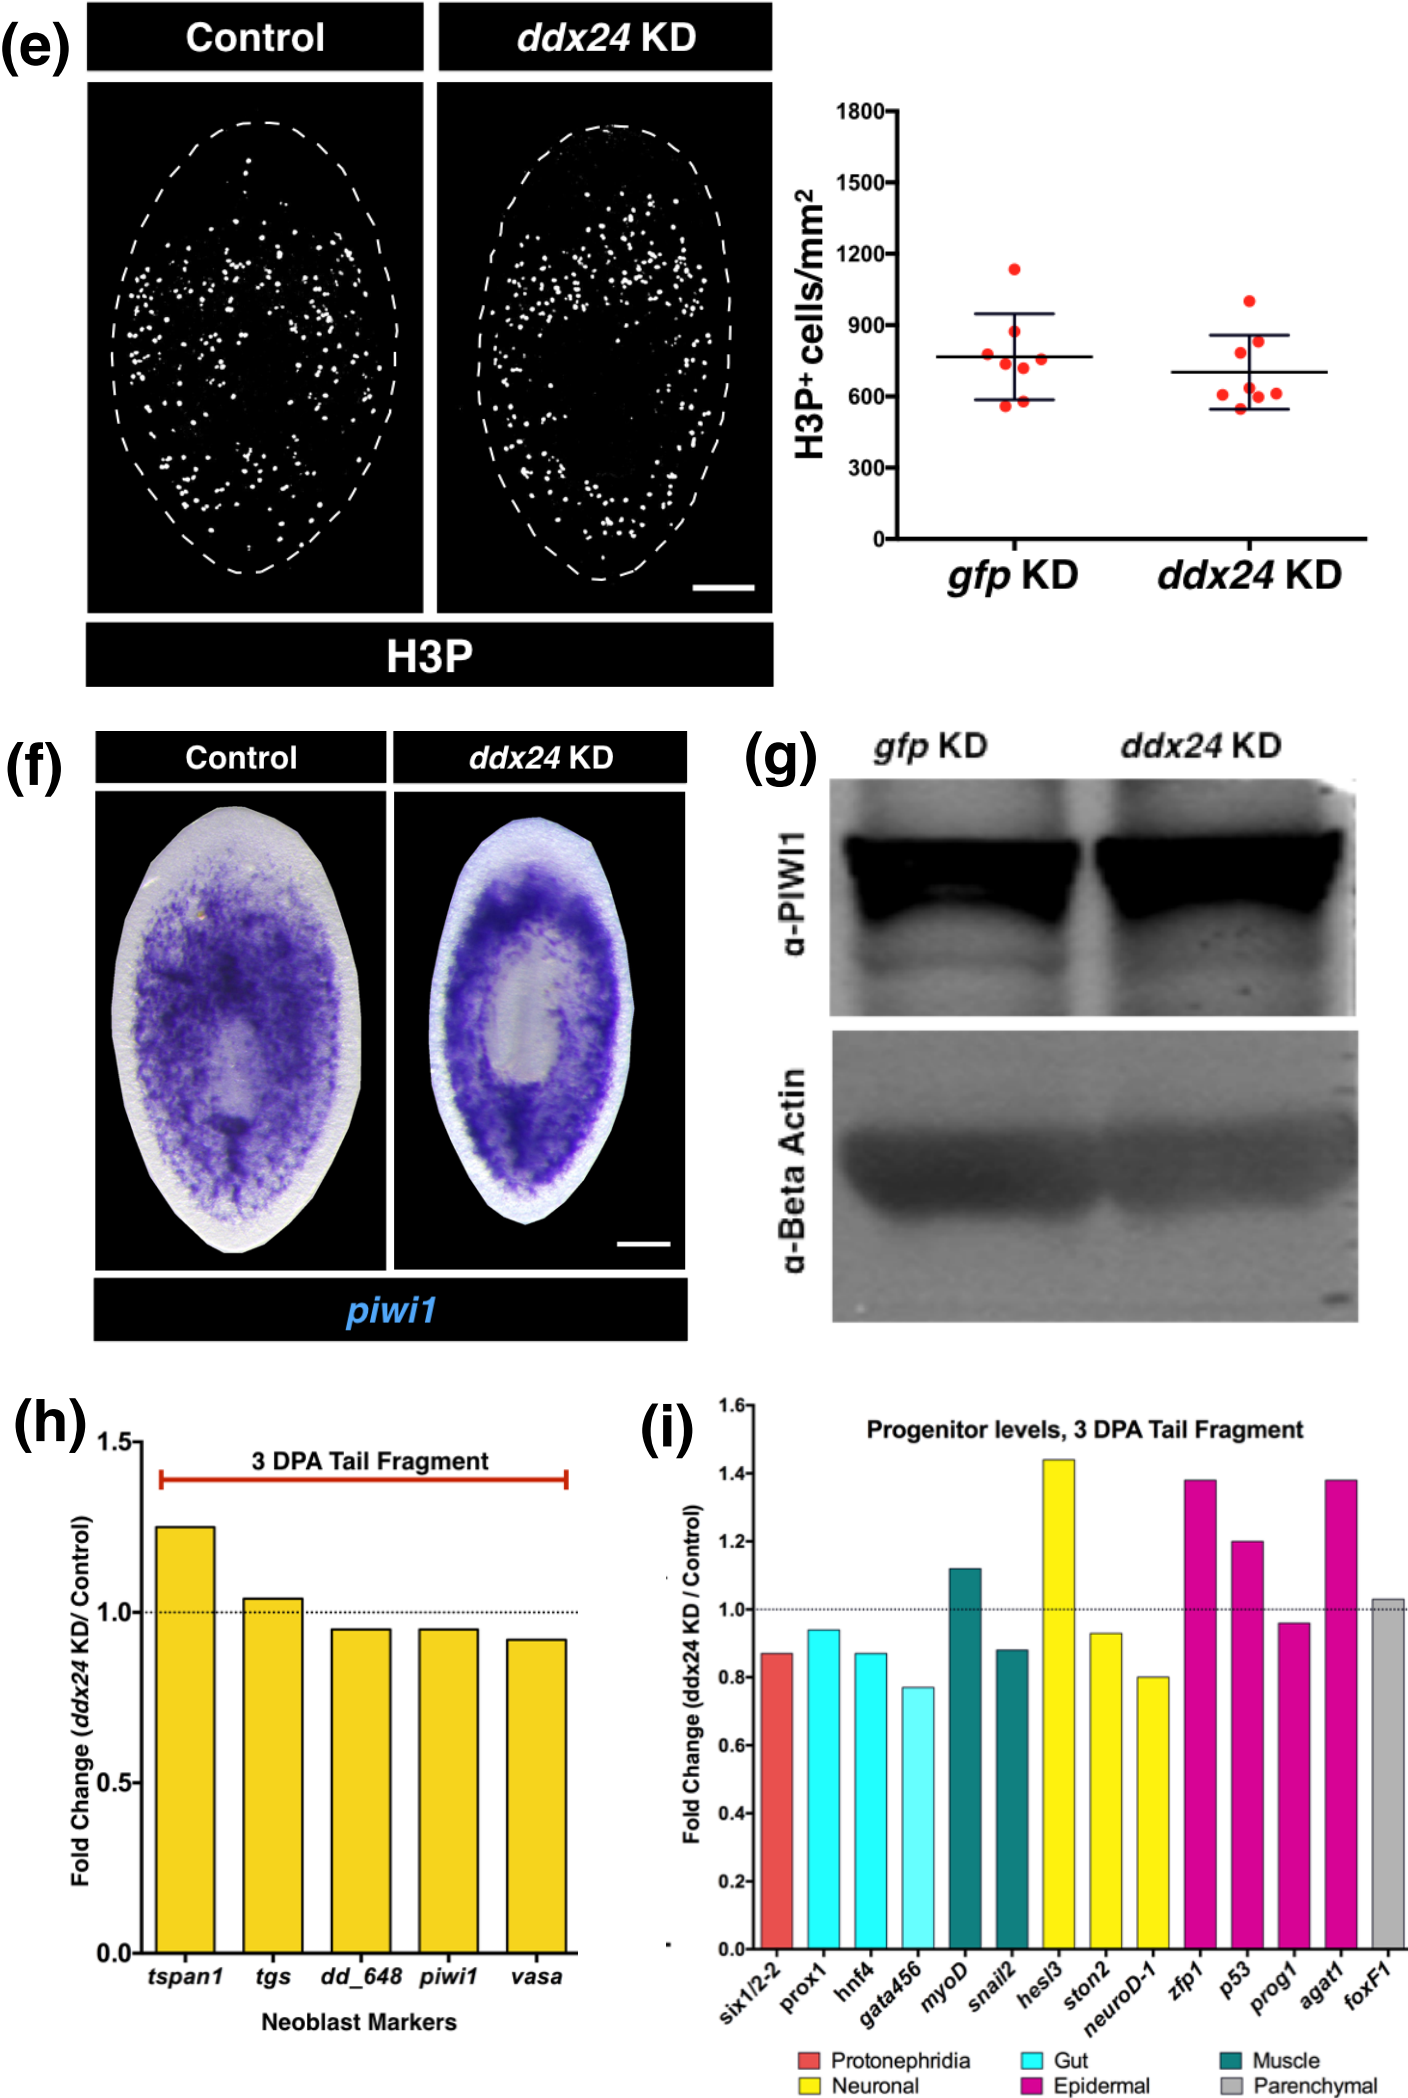 (e)
Control
ddx24 KD
H3P
1800
1500
1200
900
600
300
0
H3P+ cells/mm2
gfp KD
ddx24 KD
(f)
Control
ddx24 KD
piwi1
(g)
gfp KD
ddx24 KD
α-PIWI1
α-Beta Actin
(h)
1.5
1.0
0.5
0.0
Fold Change (ddx24 KD/ Control)
3 DPA Tail Fragment
tspan1
tgs
dd_648
piwi1
vasa
Neoblast Markers
(i)
1.6
1.4
1.2
1.0
0.8
0.6
0.4
0.2
0.0
Fold Change (ddx24 KD / Control)
Progenitor levels, 3 DPA Tail Fragment
six1/2-2
prox1
hnf4
gata456
myoD
snail2
hesl3
ston2
neuroD-1
zfp1
p53
prog1
agat1
foxF1
Protonephridia
Gut
Muscle
Neuronal
Epidermal
Parenchymal